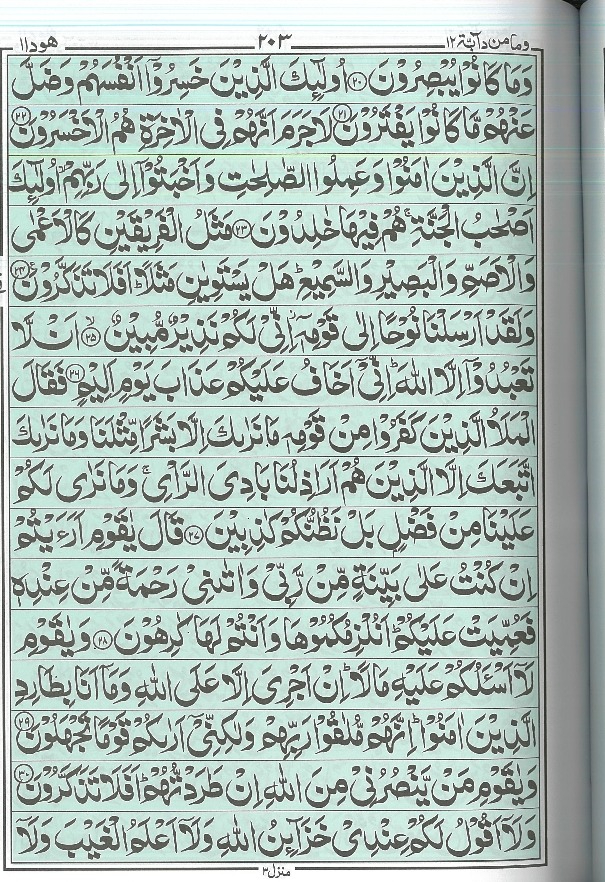 ومامن دآبة ١٢ ٢٠٣ هود ١١
وَمَا كَانُوْا يُبْصِرُوْنَ ﴿٢٠﴾ اُولٰٓئِكَ الَّذِيْنَ خَسِرُوْٓا اَنْفُسَهُمْ وَضَلَّ
عَنْهُمْ مَّا كَانُوْا يَفْتَرُوْنَ ﴿٢١﴾ لَاجَرَمَ اَنَّهُمْ فِى الْاٰخِرَةِ هُمُ الْاَخْسَرُوْنَ ﴿٢٢﴾
اِنَّ الَّذِيْنَ اٰمَنُوْا وَعَمِلُوا الصّٰلِحٰتِ وَاَخْبَتُوْٓا اِلٰى رَبِّهِمْ اُولٰٓئِكَ
اَصْحٰبُ الْجَنَّةِ ۚ هُمْ فِيْهَا خٰلِدُوْنَ ﴿٢٣﴾ مَثَلُ الْفَرِيْقَيْنِ كَالْاَعْمٰى
وَالْاَصَمِّ وَالْبَصِيْرِ وَالسَّمِيْعِ ؕ هَلْ يَسْتَوِيٰنِ مَثَلًا ؕ اَفَلَا تَذَكَّرُوْنَ ﴿٢٤﴾
وَلَقَدْ اَرْسَلْنَا نُوْحًا اِلٰى قَوْمِهٖٓ اِنِّىْ لَكُمْ نَذِيْرٌ مُّبِيْنٌ ﴿٢٥﴾ اَنْ لَّا
تَعْبُدُوْٓا اِلَّا اللّٰهَ ؕ اِنِّىْٓ اَخَافُ عَلَيْكُمْ عَذَابَ يَوْمٍ اَلِيْمٍ ﴿٢٦﴾ فَقَالَ
الْمَلَاُ الَّذِيْنَ كَفَرُوْا مِنْ قَوْمِهٖ مَا نَرٰىكَ اِلَّا بَشَرًا مِّثْلَنَا وَمَا نَرٰىكَ
اتَّبَعَكَ اِلَّا الَّذِيْنَ هُمْ اَرَاذِلُنَا بَادِىَ الرَّاْىِ ۚ وَمَا نَرٰى لَكُمْ
عَلَيْنَا مِنْ فَضْلٍۭ بَلْ نَظُنُّكُمْ كٰذِبِيْنَ ﴿٢٧﴾ قَالَ يٰقَوْمِ اَرَءَيْتُمْ
اِنْ كُنْتُ عَلٰى بَيِّنَةٍ مِّنْ رَّبِّىْ وَاٰتٰىنِىْ رَحْمَةً مِّنْ عِنْدِهٖ
فَعُمِّيَتْ عَلَيْكُمْ ؕ اَنُلْزِمُكُمُوْهَا وَاَنْتُمْ لَهَا كٰرِهُوْنَ ﴿٢٨﴾ وَيٰقَوْمِ
لَآ اَسْئَلُكُمْ عَلَيْهِ مَالًا ؕ اِنْ اَجْرِىَ اِلَّا عَلَى اللّٰهِ وَمَآ اَنَا بِطَارِدِ
الَّذِيْنَ اٰمَنُوْا ؕ اِنَّهُمْ مُّلٰقُوْا رَبِّهِمْ وَلٰكِنِّىْٓ اَرٰىكُمْ قَوْمًا تَجْهَلُوْنَ ﴿٢٩﴾
وَيٰقَوْمِ مَنْ يَّنْصُرُنِىْ مِنَ اللّٰهِ اِنْ طَرَدْتُّهُمْ ؕ اَفَلَا تَذَكَّرُوْنَ ﴿٣٠﴾
وَلَآ اَقُوْلُ لَكُمْ عِنْدِىْ خَزَآئِنُ اللّٰهِ وَلَآ اَعْلَمُ الْغَيْبَ وَلَآ
منزل ٣